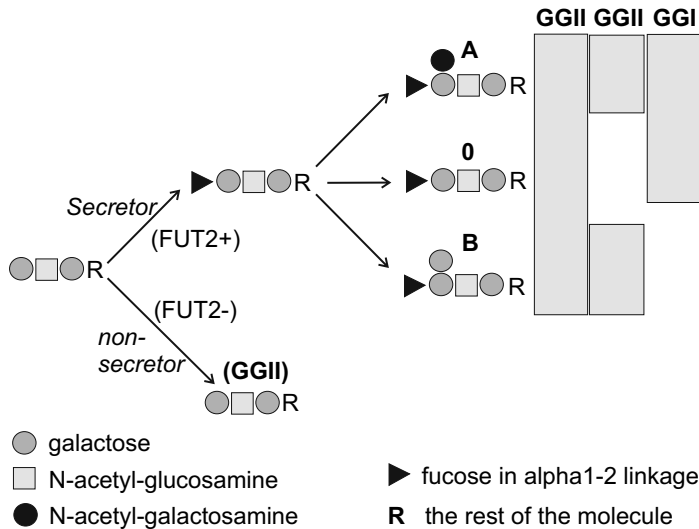 GGII GGII GGI
A
R
0
R
R
Secretor
(FUT2+)
B
R
R
(FUT2-)
non-
secretor
(GGII)
R
galactose
N-acetyl-glucosamine
fucose in alpha1-2 linkage
N-acetyl-galactosamine
R the rest of the molecule